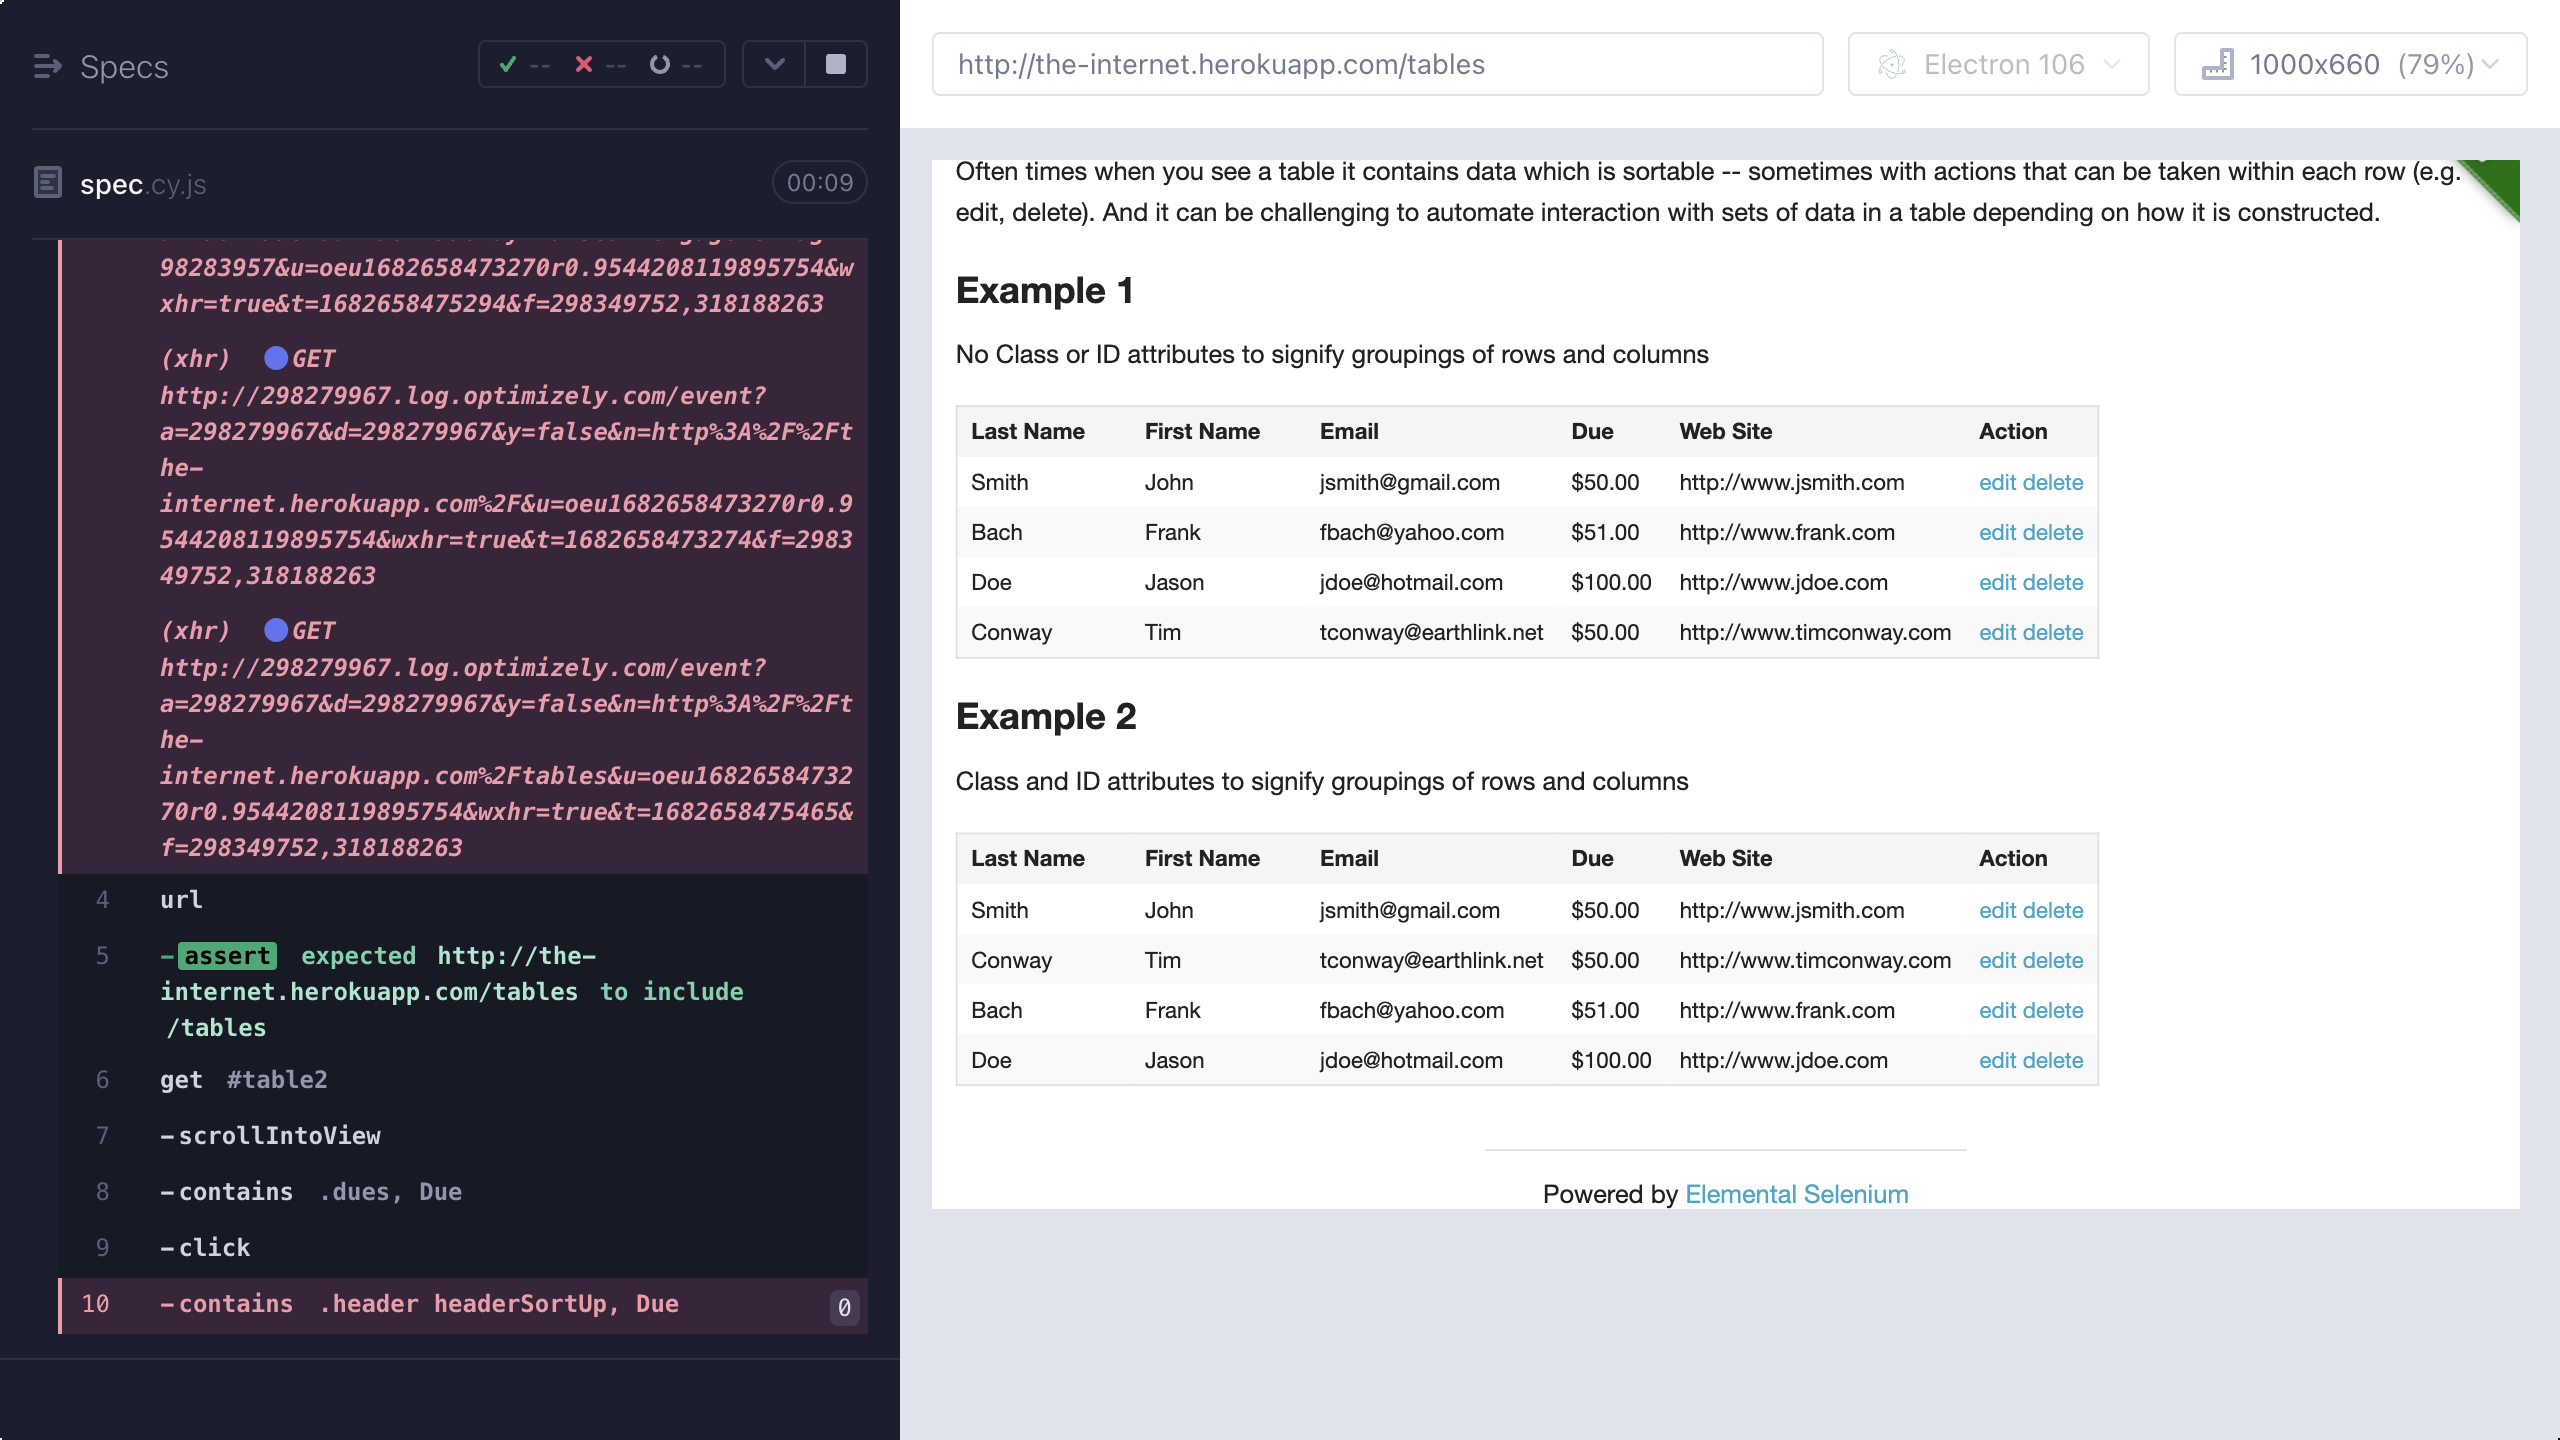 Specs
-- -- --
spec.cy.js
00:09
98283957&u=oeu1682658473270r0.9544208119895754&w
xhr=true&t=1682658475294&f=298349752,318188263
(xhr) GET
http://298279967.log.optimizely.com/event?
a=298279967&d=298279967&y=false&n=http%3A%2F%2Ft
he-
internet.herokuapp.com%2F&u=oeu1682658473270r0.9
544208119895754&wxhr=true&t=1682658473274&f=2983
49752,318188263
(xhr) GET
http://298279967.log.optimizely.com/event?
a=298279967&d=298279967&y=false&n=http%3A%2F%2Ft
he-
internet.herokuapp.com%2Ftables&u=oeu16826584732
70r0.9544208119895754&wxhr=true&t=1682658475465&
f=298349752,318188263
4 url
5 -assert expected http://the-
internet.herokuapp.com/tables to include
/tables
6 get #table2
7 -scrollIntoView
8 -contains .dues, Due
9 -click
10 -contains .header headerSortUp, Due 0
http://the-internet.herokuapp.com/tables
Electron 106
1000x660 (79%)
Often times when you see a table it contains data which is sortable -- sometimes with actions that can be taken within each row (e.g.
edit, delete). And it can be challenging to automate interaction with sets of data in a table depending on how it is constructed.
Example 1
No Class or ID attributes to signify groupings of rows and columns
Last Name First Name Email Due Web Site Action
Smith John jsmith@gmail.com $50.00 http://www.jsmith.com edit delete
Bach Frank fbach@yahoo.com $51.00 http://www.frank.com edit delete
Doe Jason jdoe@hotmail.com $100.00 http://www.jdoe.com edit delete
Conway Tim tconway@earthlink.net $50.00 http://www.timconway.com edit delete
Example 2
Class and ID attributes to signify groupings of rows and columns
Last Name First Name Email Due Web Site Action
Smith John jsmith@gmail.com $50.00 http://www.jsmith.com edit delete
Conway Tim tconway@earthlink.net $50.00 http://www.timconway.com edit delete
Bach Frank fbach@yahoo.com $51.00 http://www.frank.com edit delete
Doe Jason jdoe@hotmail.com $100.00 http://www.jdoe.com edit delete
Powered by Elemental Selenium